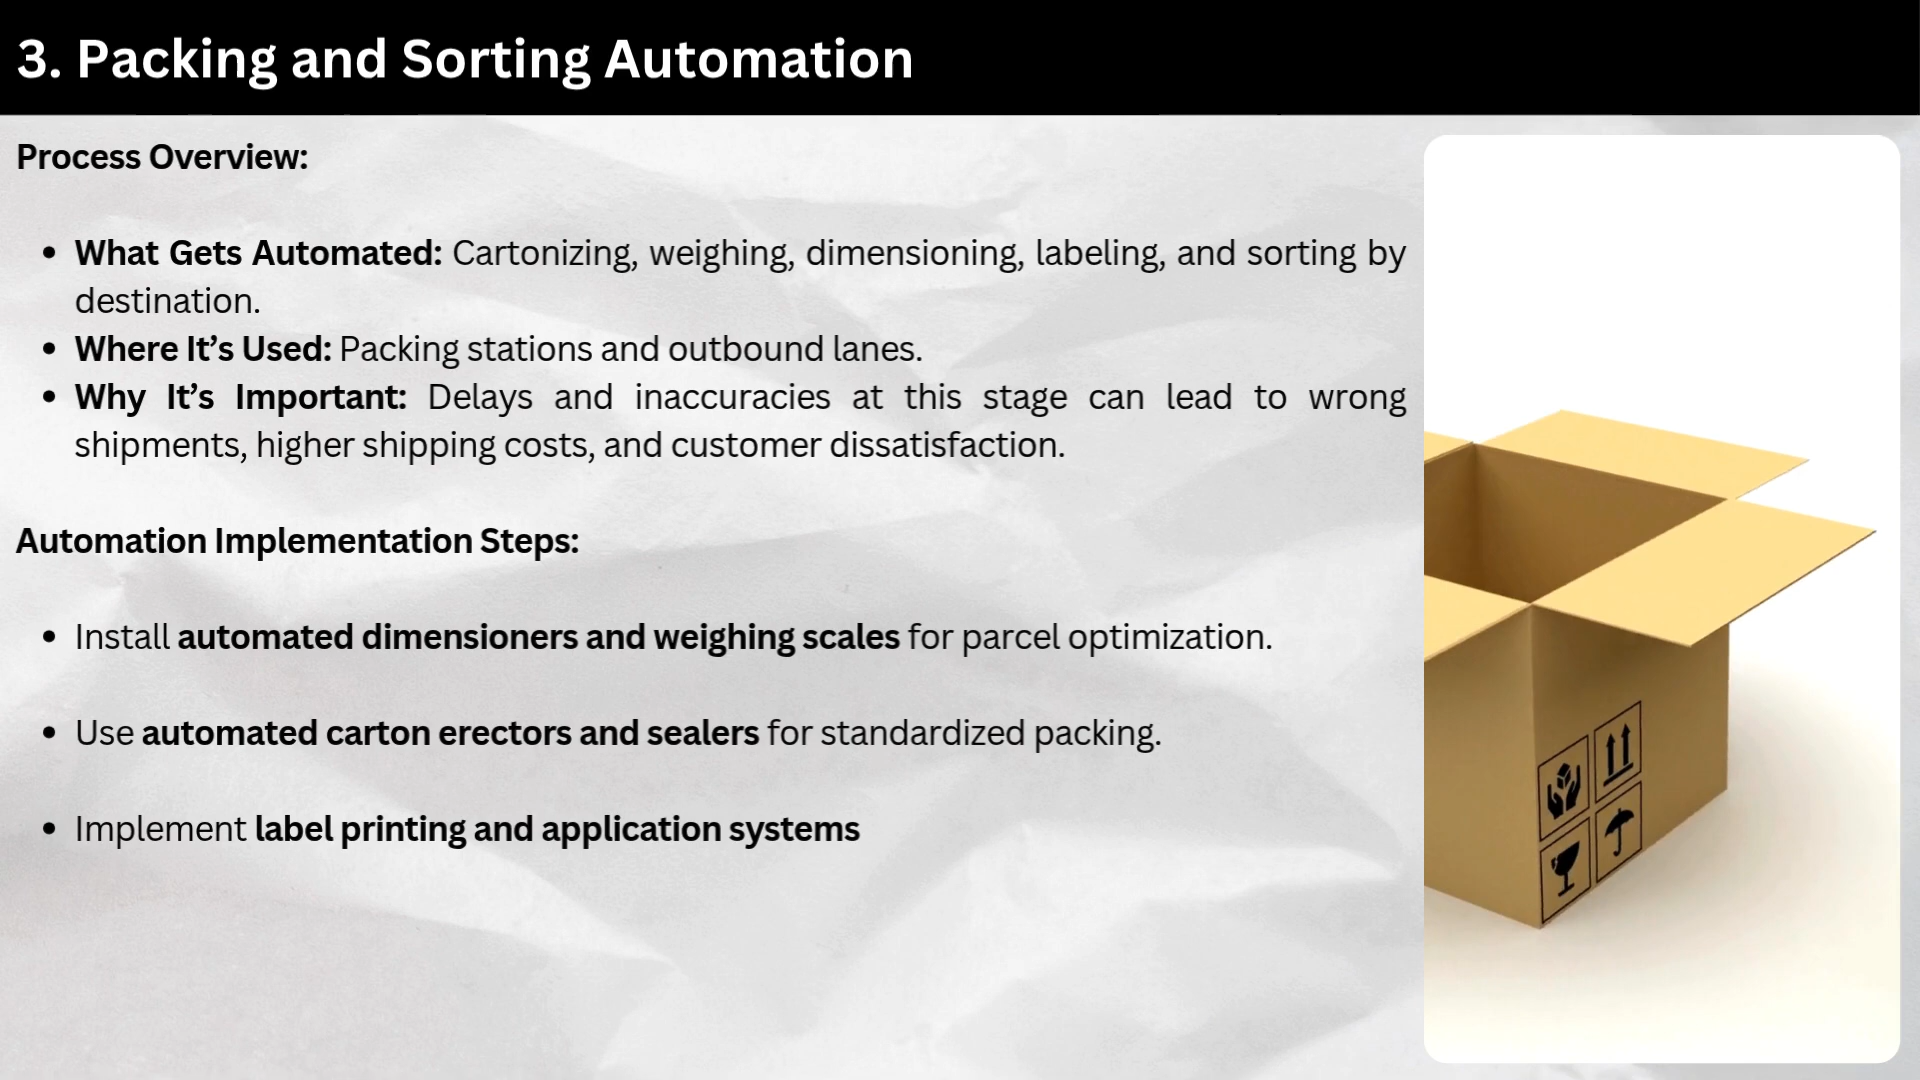 3. Packing and Sorting Automation
Process Overview:
• What Gets Automated: Cartonizing, weighing, dimensioning, labeling, and sorting by
destination.
• Where It’s Used: Packing stations and outbound lanes.
• Why It’s Important: Delays and inaccuracies at this stage can lead to wrong
shipments, higher shipping costs, and customer dissatisfaction.
Automation Implementation Steps:
• Install automated dimensioners and weighing scales for parcel optimization.
• Use automated carton erectors and sealers for standardized packing.
• Implement label printing and application systems